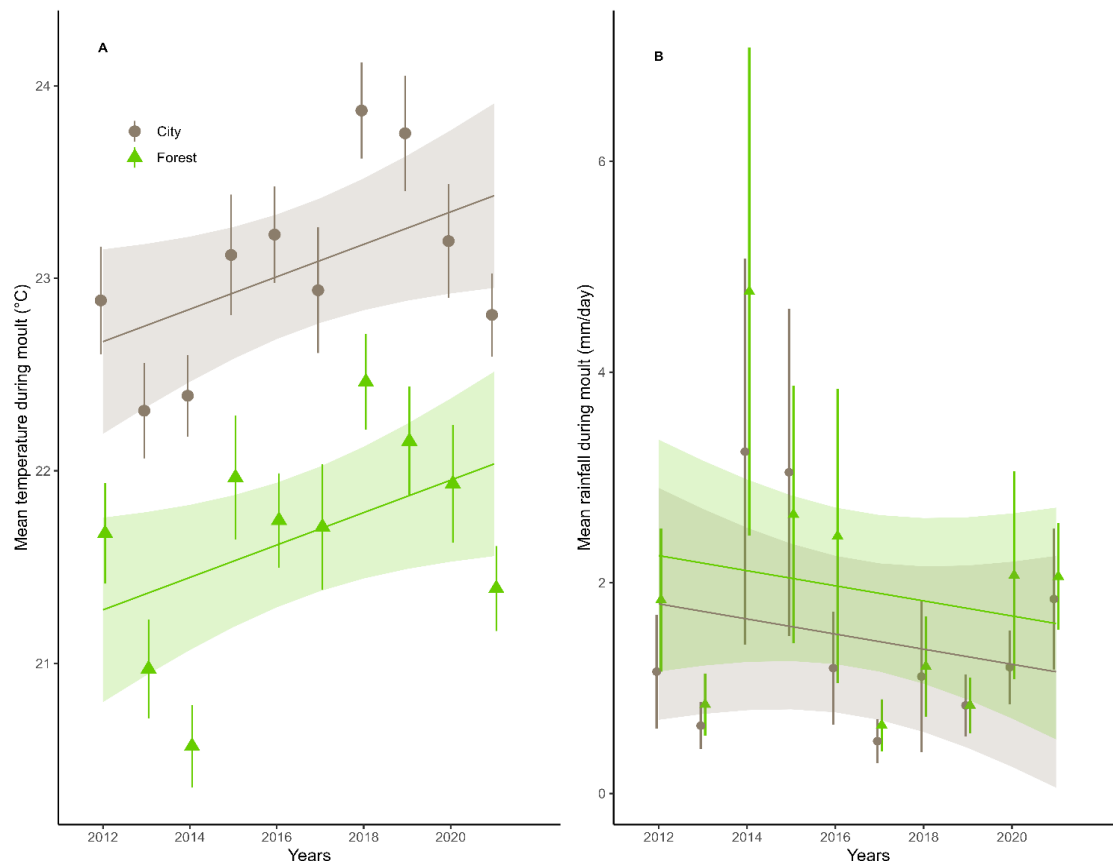 A
City
Forest
Mean temperature during moult (°C)
24
23
22
21
2012
2014
2016
2018
2020
Years
B
Mean rainfall during moult (mm/day)
6
4
2
0
2012
2014
2016
2018
2020
Years